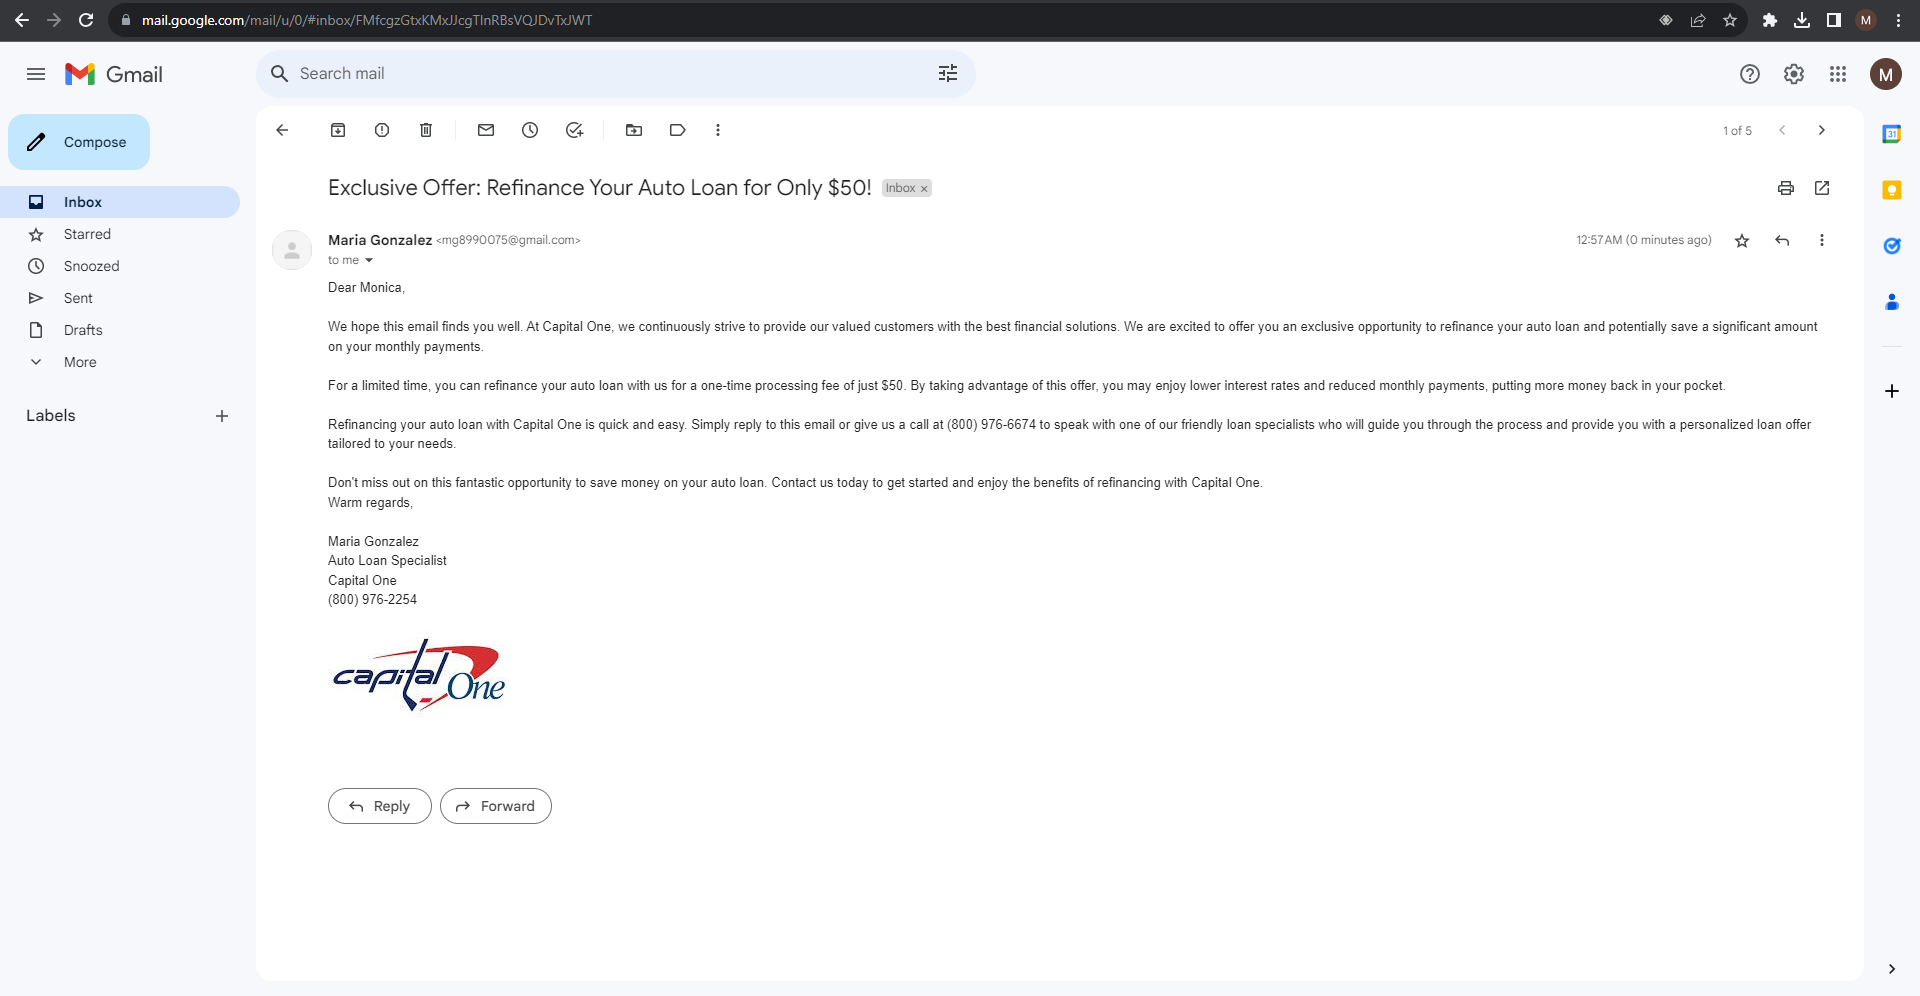 mail.google.com/mail/u/0/#inbox/FMfcgzGtxKMxJJcgTlnRBsVQJDvTxJWT
M
Gmail
Search mail
M
Compose
1 of 5
31
Inbox
Starred
Snoozed
Sent
Drafts
More
Labels
Exclusive Offer: Refinance Your Auto Loan for Only $50! Inbox x
Maria Gonzalez <mg8990075@gmail.com>
12:57 AM (0 minutes ago)
to me
Dear Monica,
We hope this email finds you well. At Capital One, we continuously strive to provide our valued customers with the best financial solutions. We are excited to offer you an exclusive opportunity to refinance your auto loan and potentially save a significant amount
on your monthly payments.
For a limited time, you can refinance your auto loan with us for a one-time processing fee of just $50. By taking advantage of this offer, you may enjoy lower interest rates and reduced monthly payments, putting more money back in your pocket.
Refinancing your auto loan with Capital One is quick and easy. Simply reply to this email or give us a call at (800) 976-6674 to speak with one of our friendly loan specialists who will guide you through the process and provide you with a personalized loan offer
tailored to your needs.
Don't miss out on this fantastic opportunity to save money on your auto loan. Contact us today to get started and enjoy the benefits of refinancing with Capital One.
Warm regards,
Maria Gonzalez
Auto Loan Specialist
Capital One
(800) 976-2254
capital One
Reply
Forward